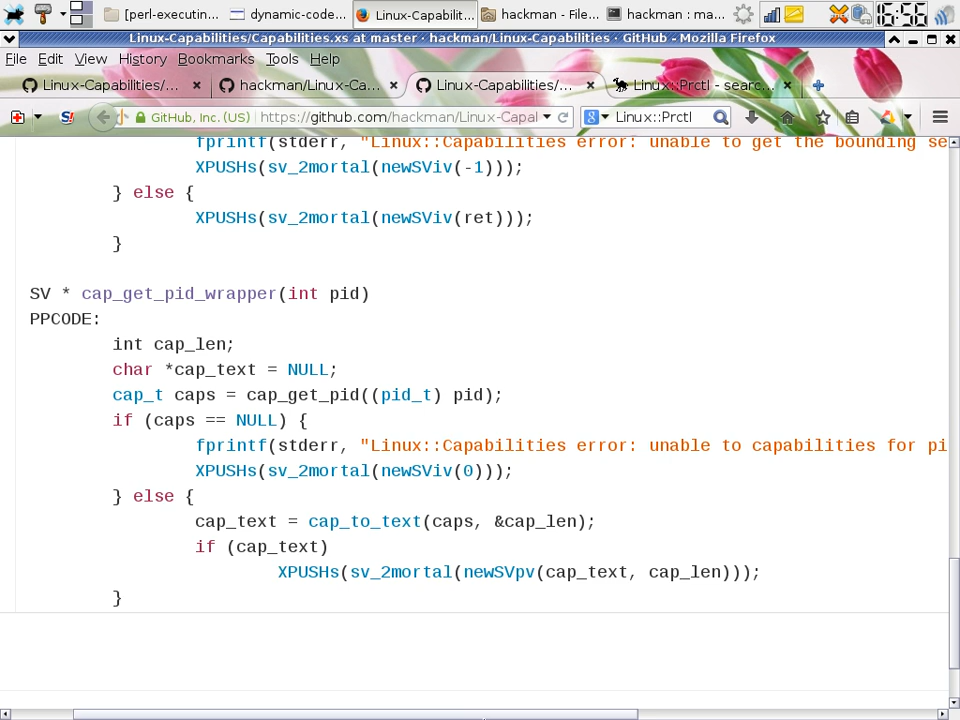 [perl-executin... dynamic-code... Linux-Capabilit... hackman - File... hackman : ma... 16:56
Linux-Capabilities/Capabilities.xs at master · hackman/Linux-Capabilities · GitHub - Mozilla Firefox
File Edit View History Bookmarks Tools Help
Linux-Capabilities/... × hackman/Linux-Ca... × Linux-Capabilities/... × Linux::Prctl - searc... ×
GitHub, Inc. (US) https://github.com/hackman/Linux-Capal Linux::Prctl
fprintf(stderr, "Linux::Capabilities error: unable to get the bounding se
XPUSHs(sv_2mortal(newSViv(-1)));
} else {
XPUSHs(sv_2mortal(newSViv(ret)));
}
SV * cap_get_pid_wrapper(int pid)
PPCODE:
int cap_len;
char *cap_text = NULL;
cap_t caps = cap_get_pid((pid_t) pid);
if (caps == NULL) {
fprintf(stderr, "Linux::Capabilities error: unable to capabilities for pi
XPUSHs(sv_2mortal(newSViv(0)));
} else {
cap_text = cap_to_text(caps, &cap_len);
if (cap_text)
XPUSHs(sv_2mortal(newSVpv(cap_text, cap_len)));
}